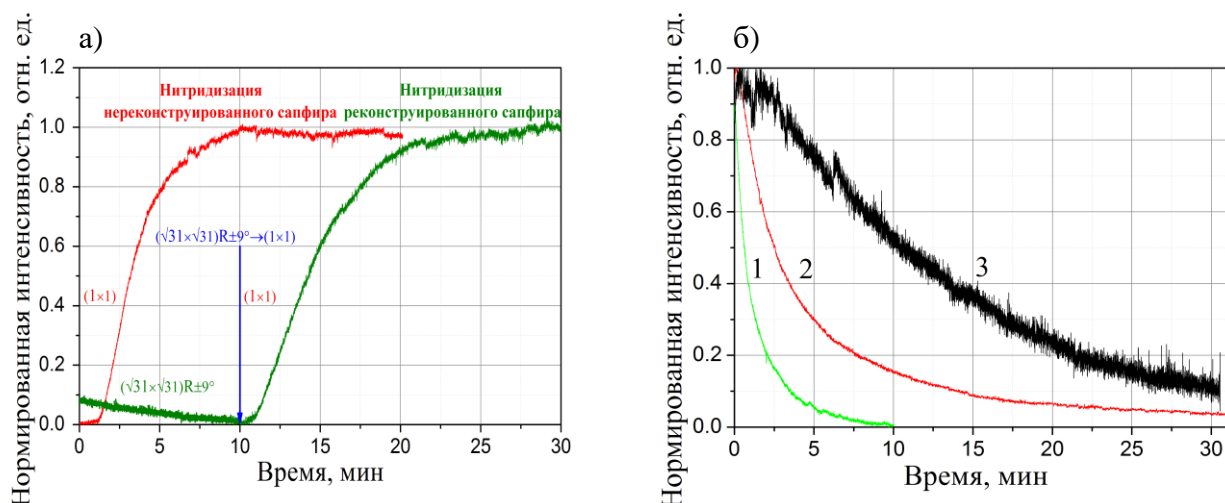 а)
Нормированная интенсивность, отн. ед.
1.2
1.0
0.8
0.6
0.4
0.2
0.0
Нитридизация
нереконструированного сапфира
Нитридизация
реконструированного сапфира
(√31×√31)R±9°→(1×1)
(1×1)
(1×1)
(√31×√31)R±9°
0 5 10 15 20 25 30
Время, мин
б)
Нормированная интенсивность, отн. ед.
1.0
0.8
0.6
0.4
0.2
0.0
1 2 3
0 5 10 15 20 25 30
Время, мин